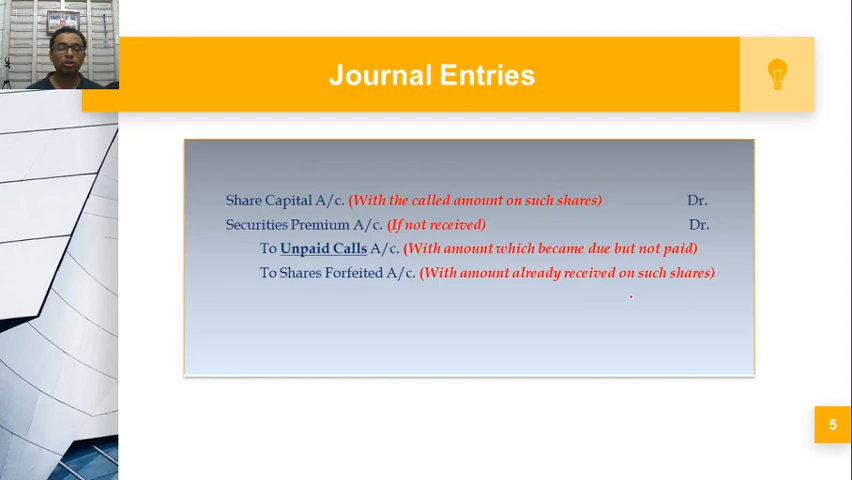 Journal Entries
Share Capital A/c. (With the called amount on such shares) Dr.
Securities Premium A/c. (If not received) Dr.
To Unpaid Calls A/c. (With amount which became due but not paid)
To Shares Forfeited A/c. (With amount already received on such shares)
5